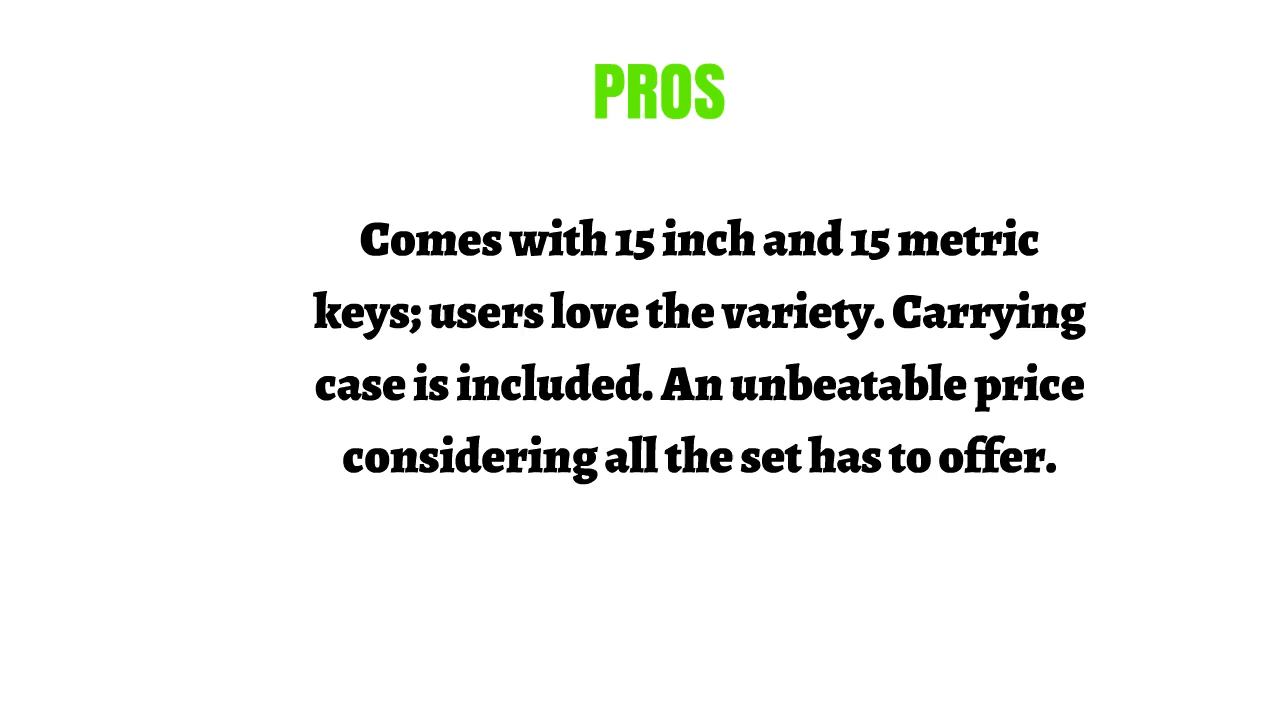 PROS
Comes with 15 inch and 15 metric
keys; users love the variety. Carrying
case is included. An unbeatable price
considering all the set has to offer.